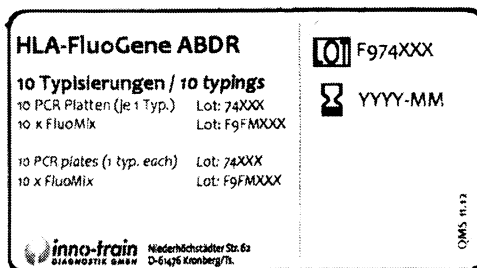 HLA-FluoGene ABDR
10 Typisierungen / 10 typings
10 PCR Platten (je 1 Typ.) Lot: 74XXX
10 x FluoMix Lot: F9FMXXX
10 PCR plates (1 typ. each) Lot: 74XXX
10 x FluoMix Lot: F9FMXXX
inno-train
DIAGNOSTIK GMBH
Niederhöchstädter Str. 62
D-61476 Kronberg/Ts.
LOT F974XXX
YYYY-MM
QMS 11.12